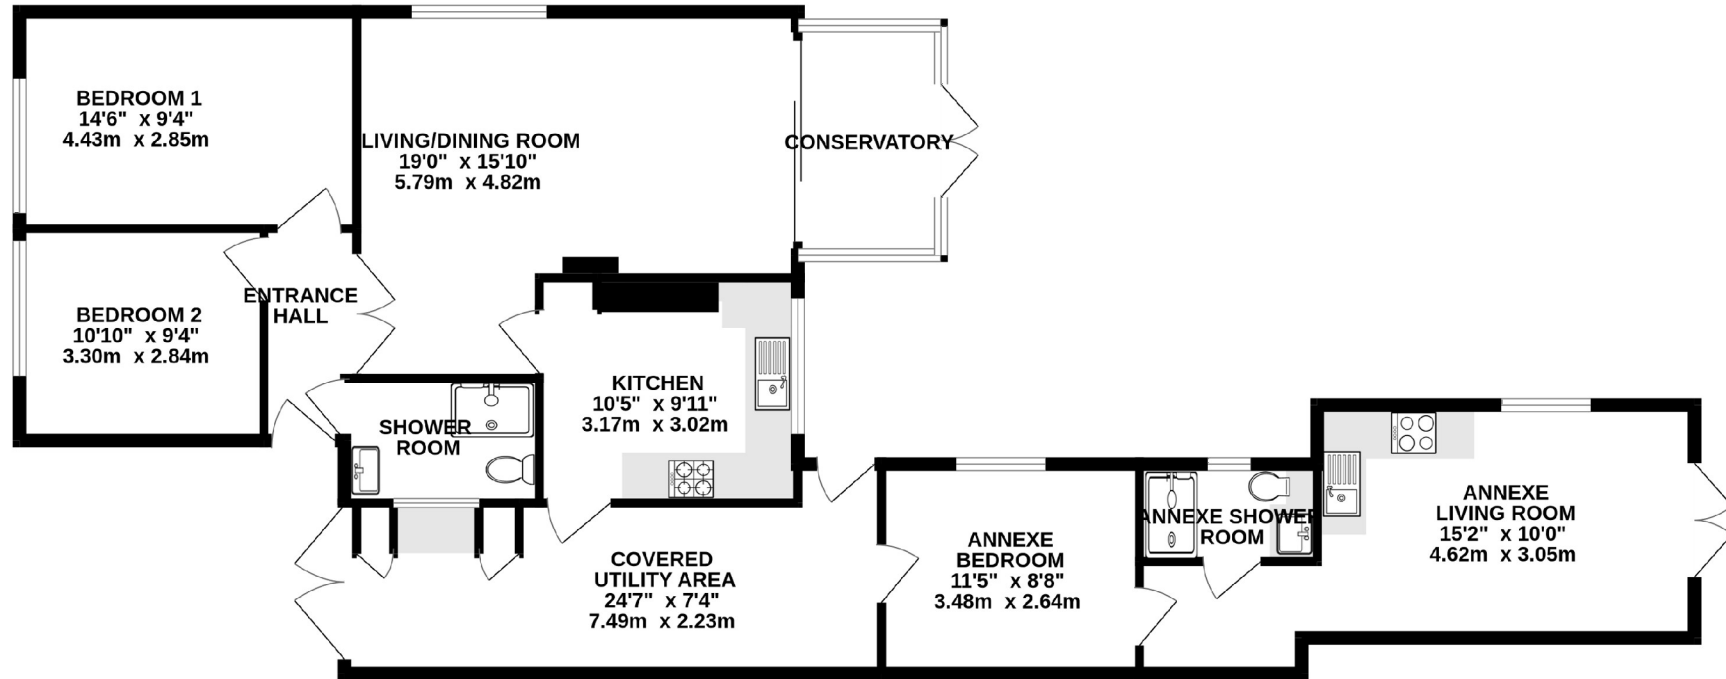 BEDROOM 1
14'6" x 9'4"
4.43m x 2.85m
LIVING/DINING ROOM
19'0" x 15'10"
5.79m x 4.82m
CONSERVATORY
BEDROOM 2
10'10" x 9'4"
3.30m x 2.84m
ENTRANCE
HALL
KITCHEN
10'5" x 9'11"
3.17m x 3.02m
SHOWER
ROOM
COVERED
UTILITY AREA
24'7" x 7'4"
7.49m x 2.23m
ANNEXE
BEDROOM
11'5" x 8'8"
3.48m x 2.64m
ANNEXE SHOWER
ROOM
ANNEXE
LIVING ROOM
15'2" x 10'0"
4.62m x 3.05m